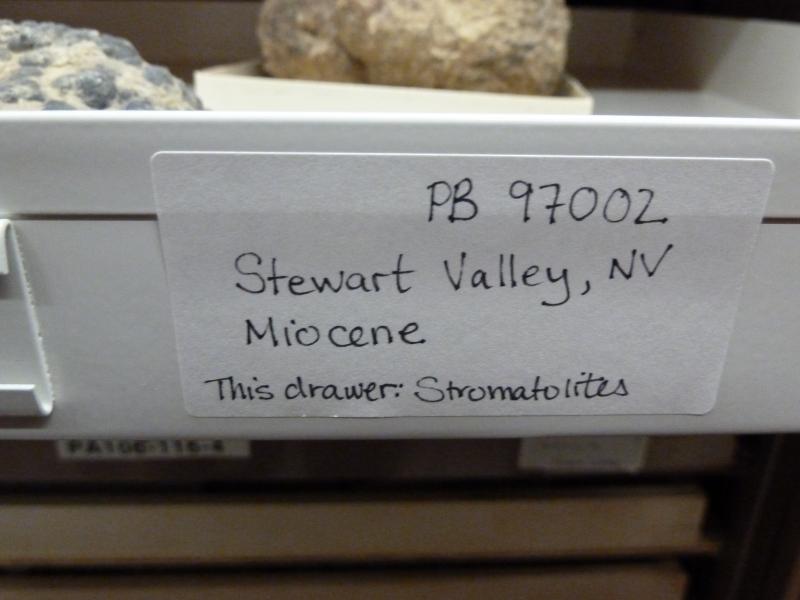 PB 97002
Stewart Valley, NV
Miocene
This drawer: Stromatolites